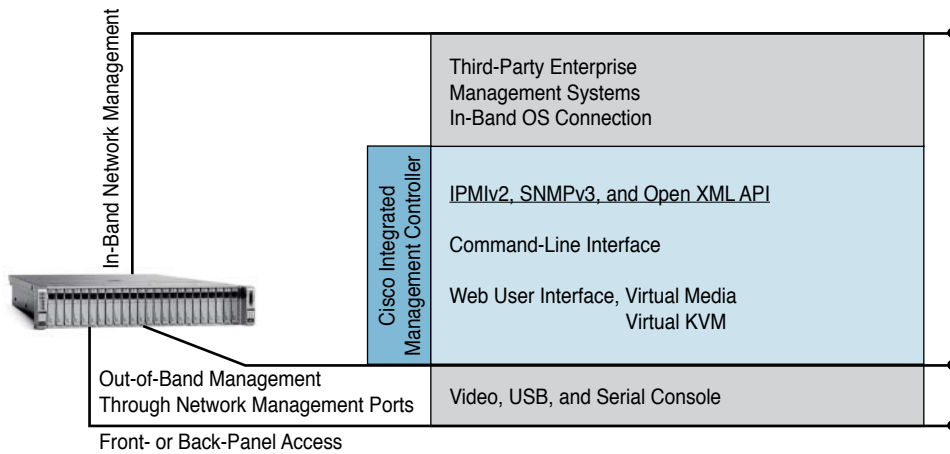 In-Band Network Management
Third-Party Enterprise
Management Systems
In-Band OS Connection
Cisco Integrated
Management Controller
IPMIv2, SNMPv3, and Open XML API
Command-Line Interface
Web User Interface, Virtual Media
Virtual KVM
Out-of-Band Management
Through Network Management Ports
Video, USB, and Serial Console
Front- or Back-Panel Access